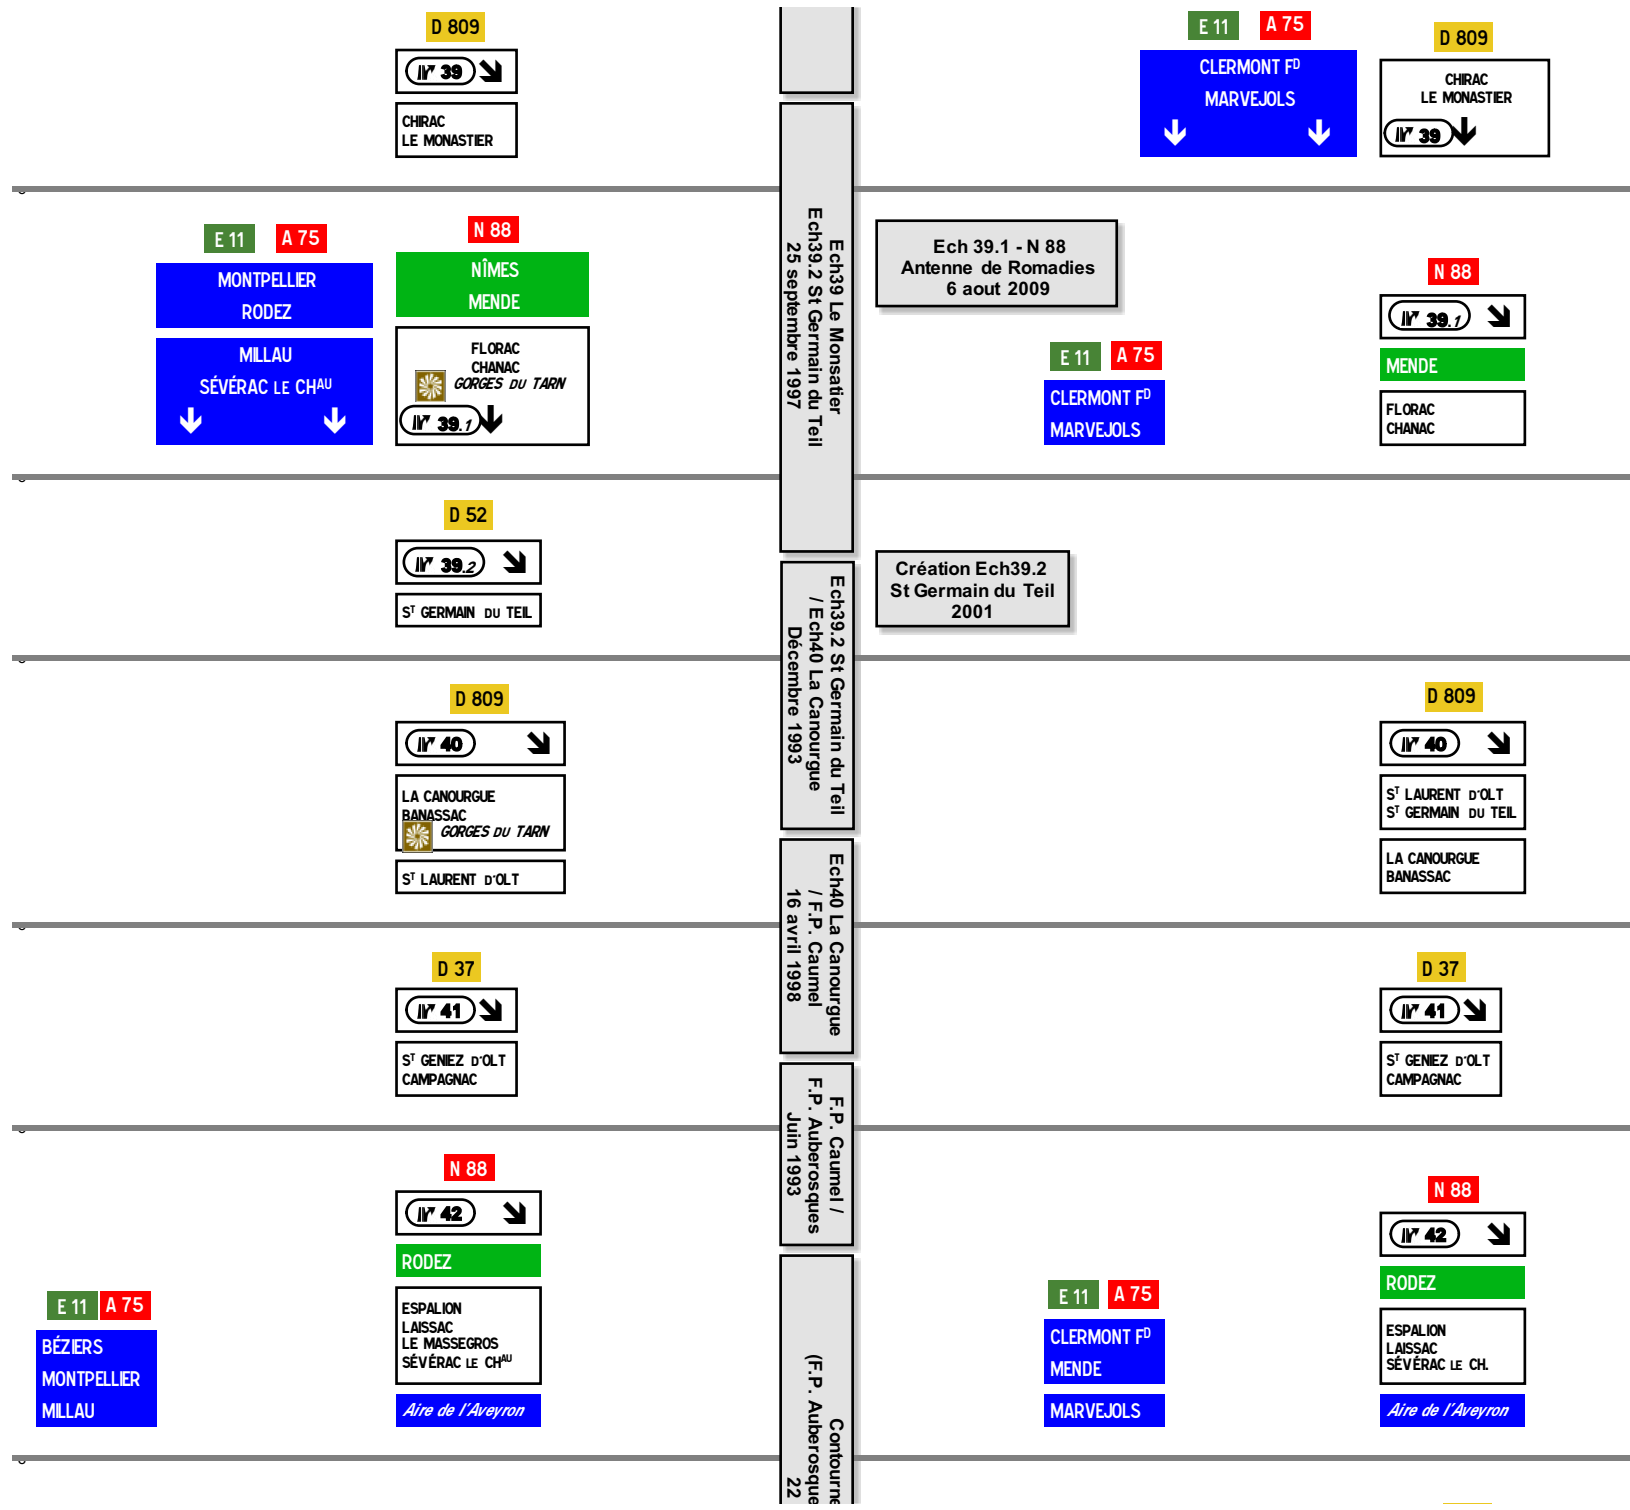 D 809
39
CHIRAC
LE MONASTIER
E 11 A 75
CLERMONT FD
MARVEJOLS
D 809
CHIRAC
LE MONASTIER
39
E 11 A 75
MONTPELLIER
RODEZ
MILLAU
SÉVÉRAC LE CHAU
N 88
NÎMES
MENDE
FLORAC
CHANAC
GORGES DU TARN
39.1
Ech39 Le Monsatier
Ech39.2 St Germain du Teil
25 septembre 1997
Ech 39.1 - N 88
Antenne de Romadies
6 aout 2009
E 11 A 75
CLERMONT FD
MARVEJOLS
N 88
39.1
MENDE
FLORAC
CHANAC
D 52
39.2
ST GERMAIN DU TEIL
Ech39.2 St Germain du Teil
/ Ech40 La Canourgue
Décembre 1993
Création Ech39.2
St Germain du Teil
2001
D 809
40
LA CANOURGUE
BANASSAC
GORGES DU TARN
ST LAURENT D'OLT
D 809
40
ST LAURENT D'OLT
ST GERMAIN DU TEIL
LA CANOURGUE
BANASSAC
Ech40 La Canourgue
/ F.P. Caumel
16 avril 1998
D 37
41
ST GENIEZ D'OLT
CAMPAGNAC
D 37
41
ST GENIEZ D'OLT
CAMPAGNAC
F.P. Caumel /
F.P. Auberosques
Juin 1993
E 11 A 75
BÉZIERS
MONTPELLIER
MILLAU
N 88
42
RODEZ
ESPALION
LAISSAC
LE MASSEGROS
SÉVÉRAC LE CHAU
Aire de l'Aveyron
Contourne
(F.P. Auberosque
22
E 11 A 75
CLERMONT FD
MENDE
MARVEJOLS
N 88
42
RODEZ
ESPALION
LAISSAC
SÉVÉRAC LE CH.
Aire de l'Aveyron